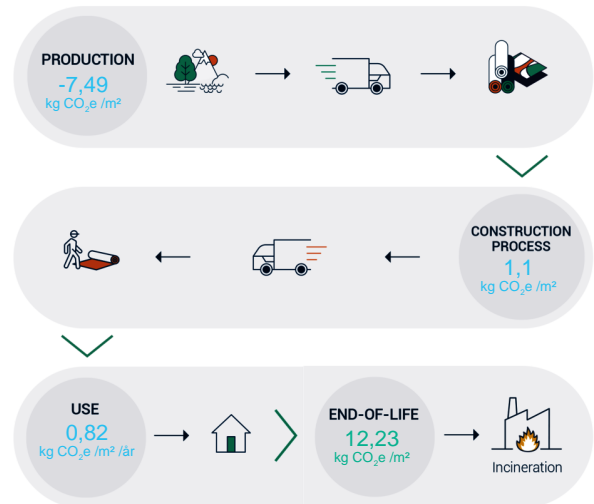 PRODUCTION
-7,49
kg CO₂e /m²
CONSTRUCTION
PROCESS
1,1
kg CO₂e /m²
USE
0,82
kg CO₂e /m² /år
END-OF-LIFE
12,23
kg CO₂e /m²
Incineration